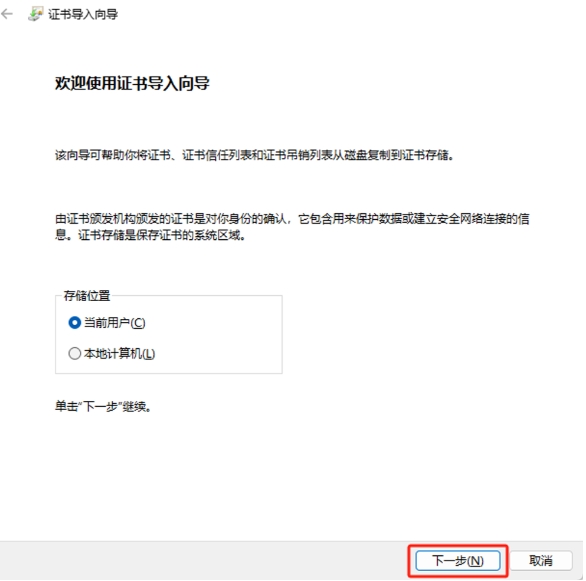 证书导入向导
欢迎使用证书导入向导
该向导可帮助你将证书、证书信任列表和证书吊销列表从磁盘复制到证书存储。
由证书颁发机构颁发的证书是对你身份的确认，它包含用来保护数据或建立安全网络连接的信
息。证书存储是保存证书的系统区域。
存储位置
当前用户(C)
本地计算机(L)
单击“下一步”继续。
下一步(N)
取消